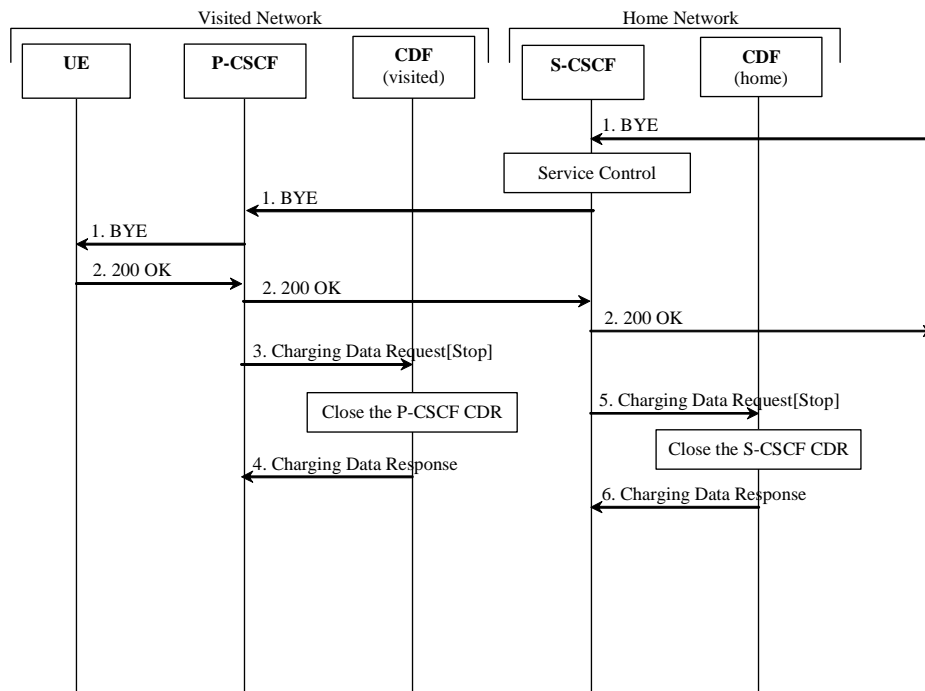 Visited Network
Home Network
UE
P-CSCF
CDF
(visited)
S-CSCF
CDF
(home)
1. BYE
Service Control
1. BYE
1. BYE
2. 200 OK
2. 200 OK
2. 200 OK
3. Charging Data Request[Stop]
Close the P-CSCF CDR
5. Charging Data Request[Stop]
Close the S-CSCF CDR
4. Charging Data Response
6. Charging Data Response